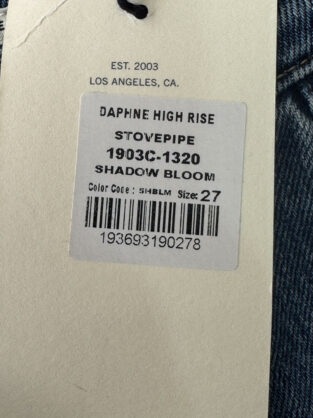 EST. 2003
LOS ANGELES, CA.
DAPHNE HIGH RISE
STOVEPIPE
1903C-1320
SHADOW BLOOM
Color Code : SHBLM Size: 27
193693190278